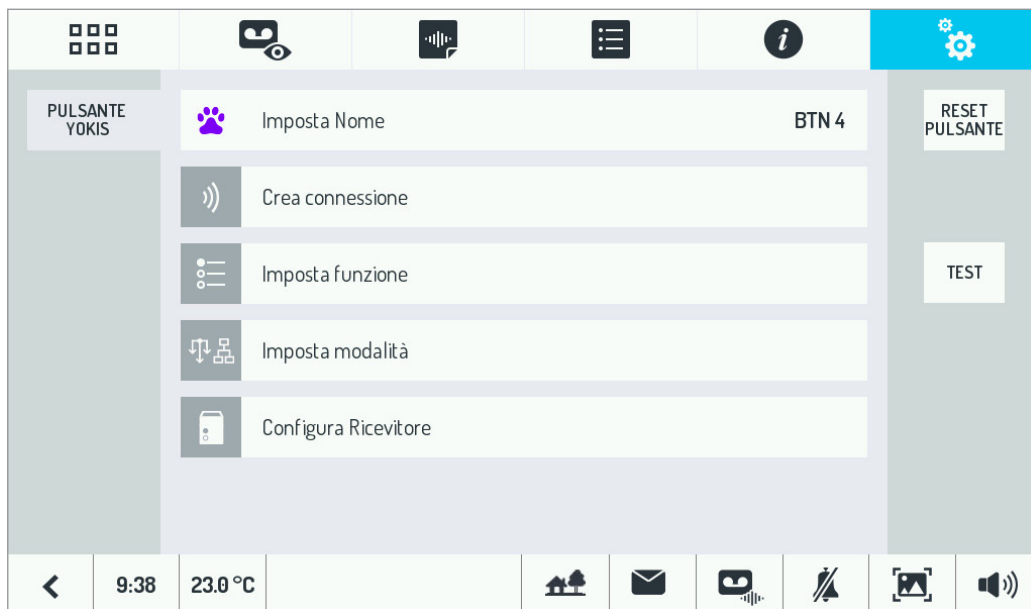 PULSANTE
YOKIS
Imposta Nome BTN 4
RESET
PULSANTE
Crea connessione
Imposta funzione
TEST
Imposta modalità
Configura Ricevitore
9:38 23.0 °C